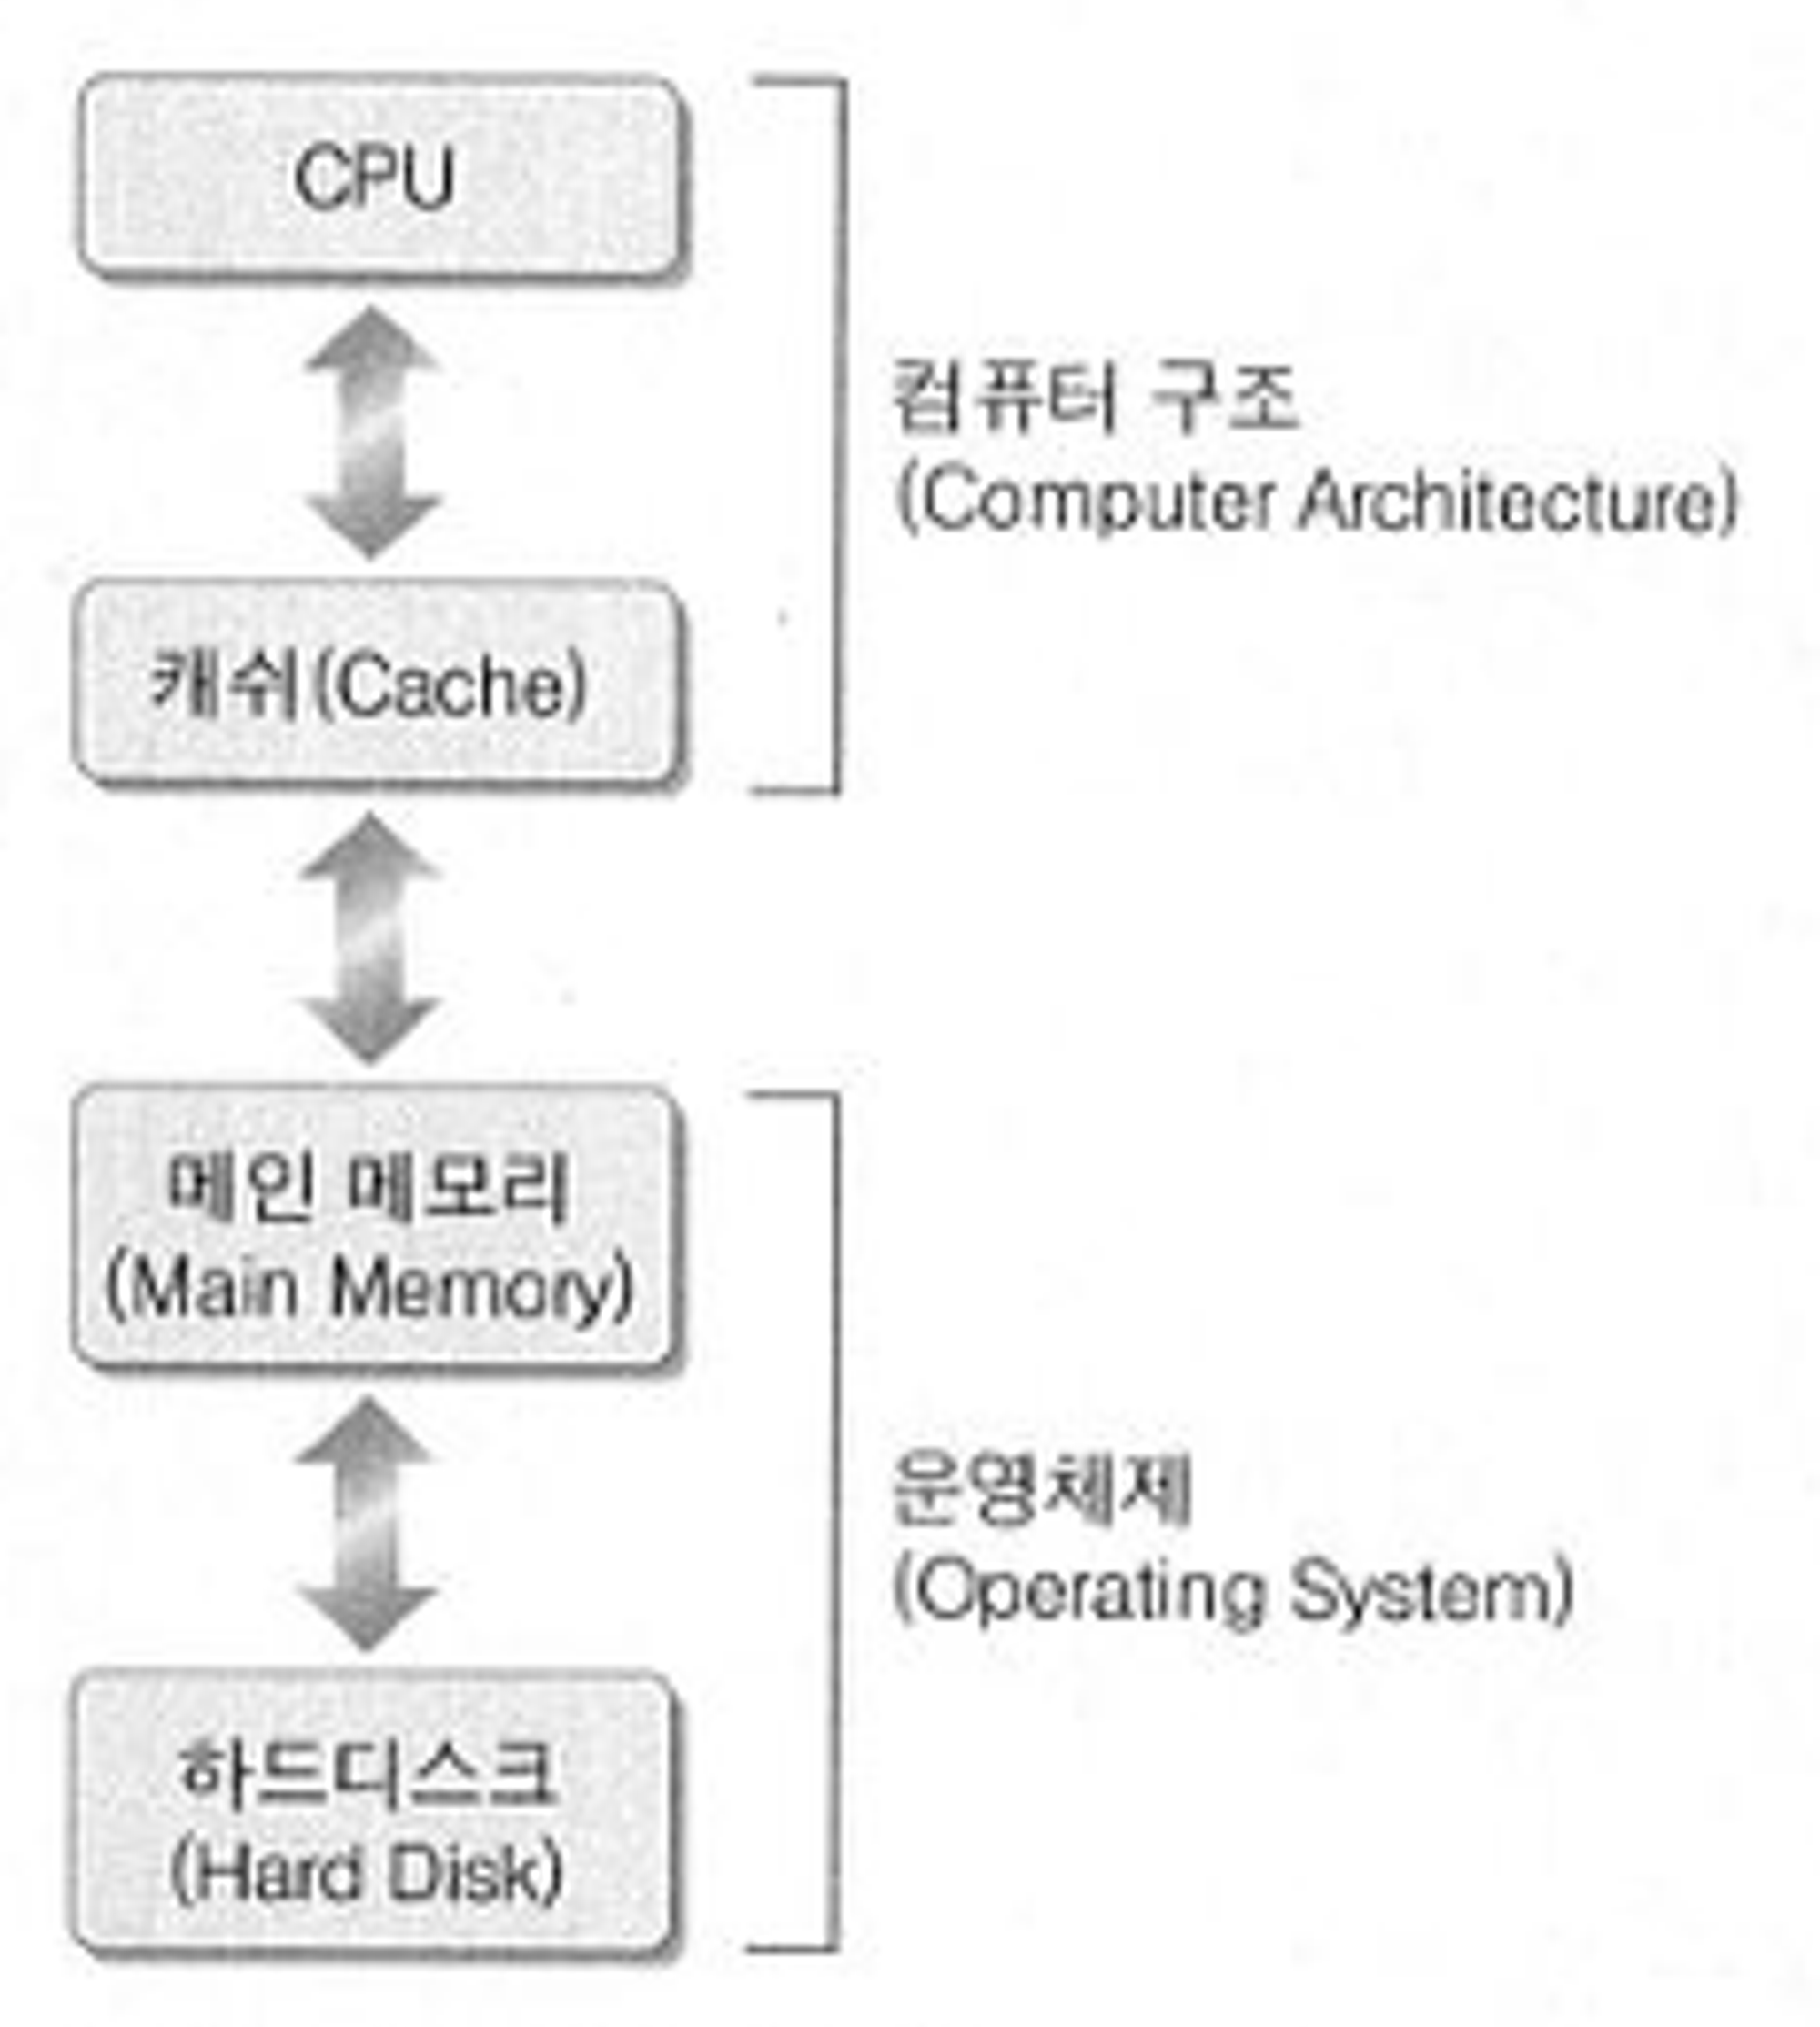 CPU
컴퓨터 구조
(Computer Architecture)
캐쉬(Cache)
메인 메모리
(Main Memory)
운영체제
(Operating System)
하드디스크
(Hard Disk)